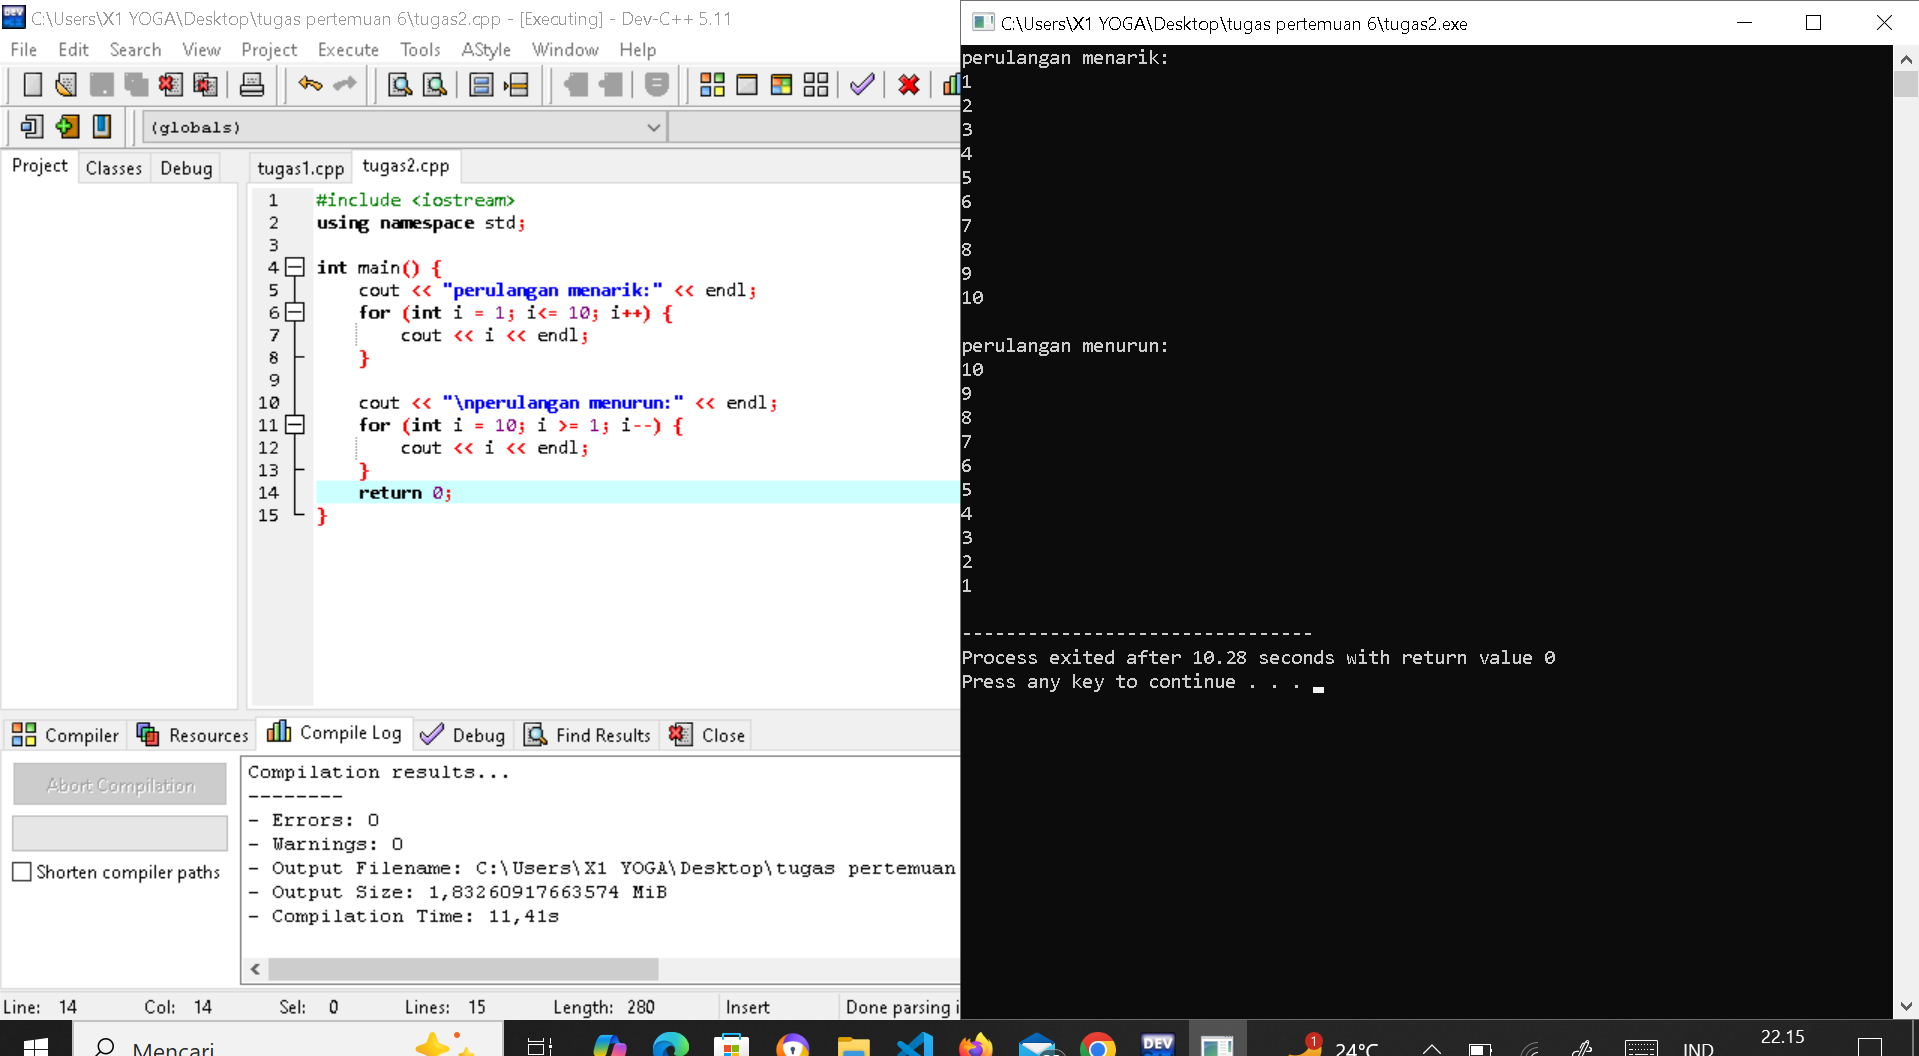 C:\Users\X1 YOGA\Desktop\tugas pertemuan 6\tugas2.cpp - [Executing] - Dev-C++ 5.11
File Edit Search View Project Execute Tools AStyle Window Help
(globals)
Project Classes Debug
tugas1.cpp tugas2.cpp
1 #include <iostream>
2 using namespace std;
3
4 int main() {
5 cout << "perulangan menarik:" << endl;
6 for (int i = 1; i<= 10; i++) {
7 cout << i << endl;
8 }
9
10 cout << "\nperulangan menurun:" << endl;
11 for (int i = 10; i >= 1; i--) {
12 cout << i << endl;
13 }
14 return 0;
15 }
Compiler Resources Compile Log Debug Find Results Close
Abort Compilation
Shorten compiler paths
Compilation results...
--------
- Errors: 0
- Warnings: 0
- Output Filename: C:\Users\X1 YOGA\Desktop\tugas pertemuan
- Output Size: 1,83260917663574 MiB
- Compilation Time: 11,41s
Line: 14 Col: 14 Sel: 0 Lines: 15 Length: 280 Insert Done parsing i
C:\Users\X1 YOGA\Desktop\tugas pertemuan 6\tugas2.exe
perulangan menarik:
1
2
3
4
5
6
7
8
9
10
perulangan menurun:
10
9
8
7
6
5
4
3
2
1
--------------------------------
Process exited after 10.28 seconds with return value 0
Press any key to continue . . .
Mencari
DEV
1
24°C
IND
22.15